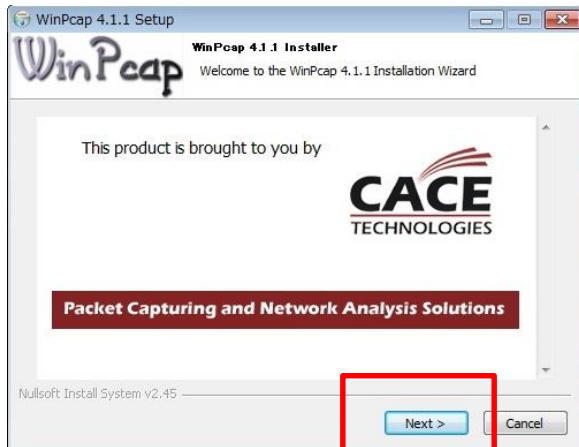 WinPcap 4.1.1 Setup
WinPcap
WinPcap 4.1.1 Installer
Welcome to the WinPcap 4.1.1 Installation Wizard
This product is brought to you by
CACE
TECHNOLOGIES
Packet Capturing and Network Analysis Solutions
Nullsoft Install System v2.45
Next >
Cancel